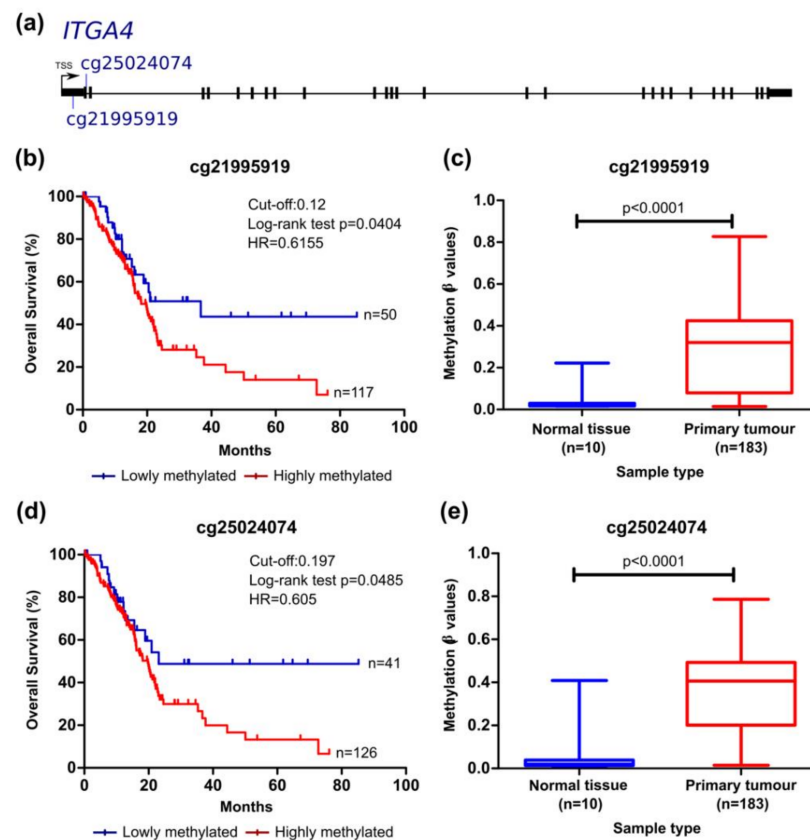 (a)
ITGA4
TSS
cg25024074
cg21995919
(b)
cg21995919
Cut-off:0.12
Log-rank test p=0.0404
HR=0.6155
Overall Survival (%)
100
80
60
40
20
0
n=50
n=117
0 20 40 60 80 100
Months
Lowly methylated Highly methylated
(c)
cg21995919
p<0.0001
Methylation (β values)
1.0
0.8
0.6
0.4
0.2
0.0
Normal tissue Primary tumour
(n=10) (n=183)
Sample type
(d)
cg25024074
Cut-off:0.197
Log-rank test p=0.0485
HR=0.605
Overall Survival (%)
100
80
60
40
20
0
n=41
n=126
0 20 40 60 80 100
Months
Lowly methylated Highly methylated
(e)
cg25024074
p<0.0001
Methylation (β values)
1.0
0.8
0.6
0.4
0.2
0.0
Normal tissue Primary tumour
(n=10) (n=183)
Sample type